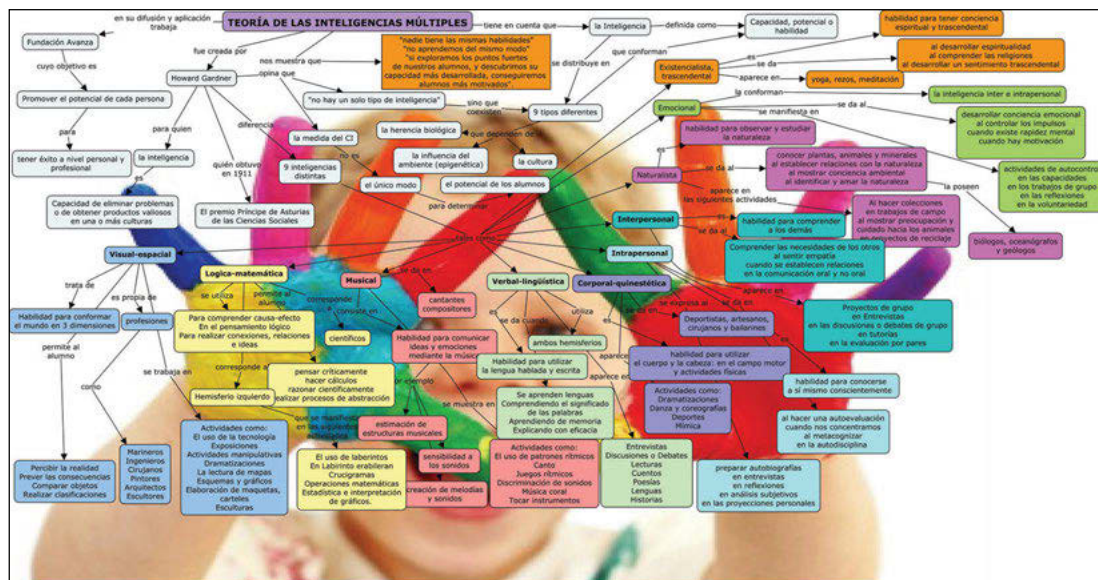 TEORÍA DE LAS INTELIGENCIAS MÚLTIPLES
en su difusión y aplicación
trabaja
Fundación Avanza
cuyo objetivo es
Promover el potencial de cada persona
para
tener éxito a nivel personal y
profesional
fue creada por
Howard Gardner
para quien
la inteligencia
es
Capacidad de eliminar problemas
o de obtener productos valiosos
en una o más culturas
quién obtuvo
en 1911
El premio Príncipe de Asturias
de las Ciencias Sociales
diferencia
9 inteligencias
distintas
opina que
"no hay un solo tipo de inteligencia"
nos muestra que
"nadie tiene las mismas habilidades"
"no aprendemos del mismo modo"
"si exploramos los puntos fuertes
de nuestros alumnos, y descubrimos su
capacidad más desarrollada, conseguiremos
alumnos más motivados".
la medida del CI
no es
el único modo
para determinar
el potencial de los alumnos
sino que
coexisten
9 tipos diferentes
que dependen de
la herencia biológica
la influencia del
ambiente (epigenética)
la cultura
tiene en cuenta que
la Inteligencia
definida como
Capacidad, potencial o
habilidad
que conforman
se distribuye en
Existencialista,
trascendental
es
habilidad para tener conciencia
espiritual y trascendental
se da
al desarrollar espiritualidad
al comprender las religiones
al desarrollar un sentimiento trascendental
aparece en
yoga, rezos, meditación
Emocional
la conforman
la inteligencia inter e intrapersonal
se da al
desarrollar conciencia emocional
al controlar los impulsos
cuando existe rapidez mental
cuando hay motivación
se manifiesta en
actividades de autocontrol
en las capacidades
en los trabajos de grupo
en las reflexiones
en la voluntariedad
Naturalista
es
habilidad para observar y estudiar
la naturaleza
se da al
conocer plantas, animales y minerales
al establecer relaciones con la naturaleza
al mostrar conciencia ambiental
al identificar y amar la naturaleza
la poseen
biólogos, oceanógrafos
y geólogos
aparece en
las siguientes actividades
Al hacer colecciones
en trabajos de campo
al mostrar preocupación y
cuidado hacia los animales
en proyectos de reciclaje
Interpersonal
es
habilidad para comprender
a los demás
se da al
Comprender las necesidades de los otros
al sentir empatía
cuando se establecen relaciones
en la comunicación oral y no oral
aparece en
Proyectos de grupo
en Entrevistas
en las discusiones o debates de grupo
en tutorías
en la evaluación por pares
Intrapersonal
es
habilidad para conocerse
a sí mismo conscientemente
se da en
al hacer una autoevaluación
cuando nos concentramos
al metacognizar
en la autodisciplina
aparece en
preparar autobiografías
en entrevistas
en reflexiones
en análisis subjetivos
en las proyecciones personales
Visual-espacial
trata de
Habilidad para conformar
el mundo en 3 dimensiones
permite al
alumno
Percibir la realidad
Prever las consecuencias
Comparar objetos
Realizar clasificaciones
es propia de
profesiones
como
Marineros
Ingenieros
Cirujanos
Pintores
Arquitectos
Escultores
se trabaja en
Actividades como:
El uso de la tecnología
Exposiciones
Actividades manipulativas
Dramatizaciones
La lectura de mapas
Esquemas y gráficos
Elaboración de maquetas,
carteles
Esculturas
Logica-matemática
se utiliza
Para comprender causa-efecto
En el pensamiento lógico
Para realizar conexiones, relaciones
e ideas
permite al
alumno
pensar críticamente
hacer cálculos
razonar científicamente
realizar procesos de abstracción
corresponde
científicos
corresponde al
Hemisferio izquierdo
que se manifiesta
en las siguientes
El uso de laberintos
En Labirinto erabileran
Crucigramas
Operaciones matemáticas
Estadística e interpretación
de gráficos.
Musical
se da en
cantantes
compositores
consiste en
Habilidad para comunicar
ideas y emociones
mediante la música
por ejemplo
estimación de
estructuras musicales
sensibilidad a
los sonidos
creación de melodías
y sonidos
se muestra en
Actividades como:
El uso de patrones rítmicos
Canto
Juegos rítmicos
Discriminación de sonidos
Música coral
Tocar instrumentos
Verbal-lingüística
es
Habilidad para utilizar
la lengua hablada y escrita
se da cuando
Se aprenden lenguas
Comprendiendo el significado
de las palabras
Aprendiendo de memoria
Explicando con eficacia
utiliza
ambos hemisferios
aparece en
Entrevistas
Discusiones o Debates
Lecturas
Cuentos
Poesías
Lenguas
Historias
Corporal-quinestética
se expresa al
Deportistas, artesanos,
cirujanos y bailarines
es
habilidad para utilizar
el cuerpo y la cabeza: en el campo motor
y actividades físicas
se da en
aparece
Actividades como:
Dramatizaciones
Danza y coreografías
Deportes
Mímica